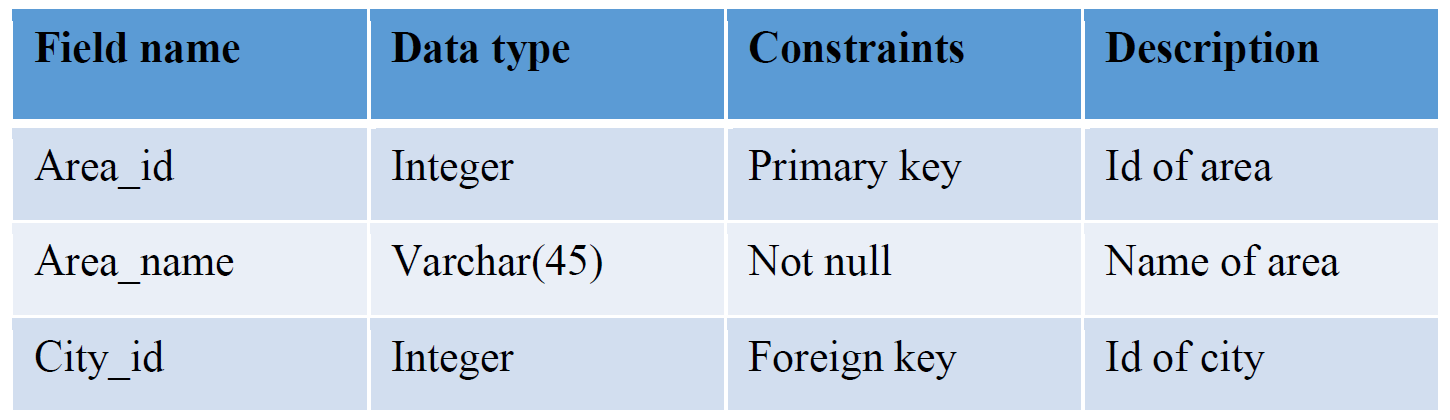 Field name Data type Constraints Description
Area_id Integer Primary key Id of area
Area_name Varchar(45) Not null Name of area
City_id Integer Foreign key Id of city